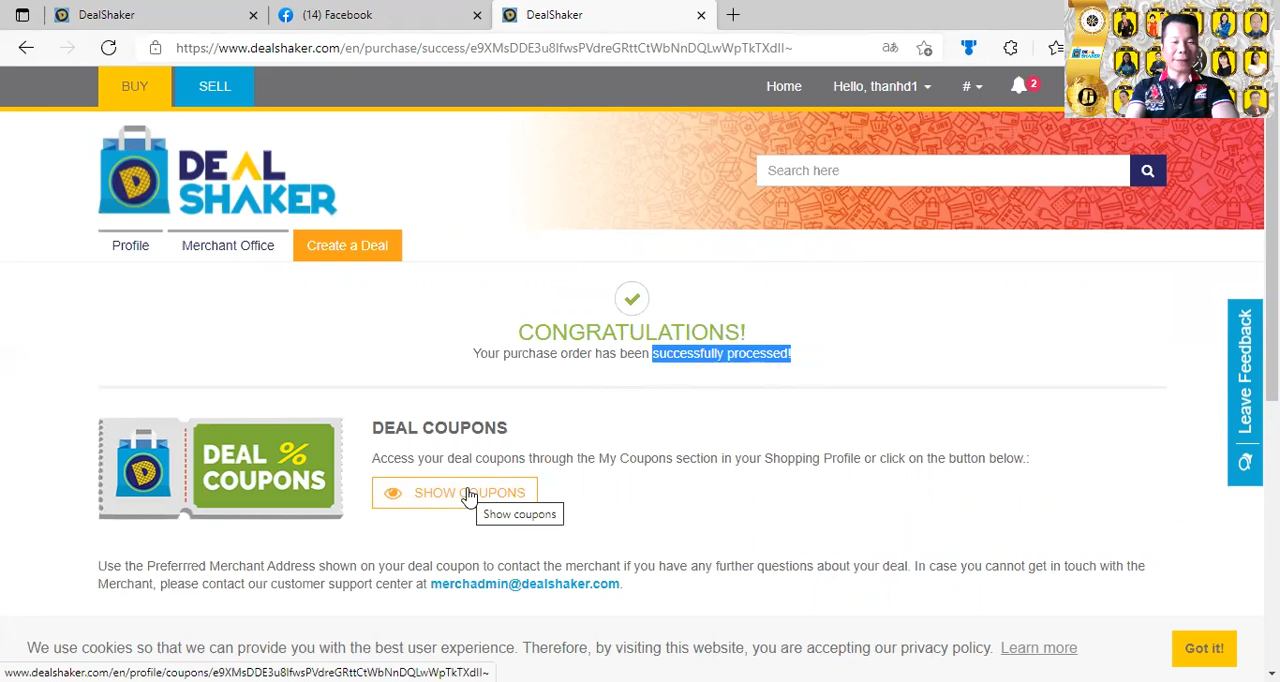 DealShaker
(14) Facebook
DealShaker
https://www.dealshaker.com/en/purchase/success/e9XMsDDE3u8IfwsPVdreGRttCtWbNnDQLwWpTkTXdII~
BUY
SELL
Home
Hello, thanhd1
#
2
DEAL
SHAKER
Search here
Profile
Merchant Office
Create a Deal
CONGRATULATIONS!
Your purchase order has been successfully processed!
Leave Feedback
DEAL %
COUPONS
DEAL COUPONS
Access your deal coupons through the My Coupons section in your Shopping Profile or click on the button below.:
SHOW COUPONS
Show coupons
Use the Preferrred Merchant Address shown on your deal coupon to contact the merchant if you have any further questions about your deal. In case you cannot get in touch with the
Merchant, please contact our customer support center at merchadmin@dealshaker.com.
We use cookies so that we can provide you with the best user experience. Therefore, by visiting this website, you are accepting our privacy policy. Learn more
Got it!
www.dealshaker.com/en/profile/coupons/e9XMsDDE3u8IfwsPVdreGRttCtWbNnDQLwWpTkTXdII~